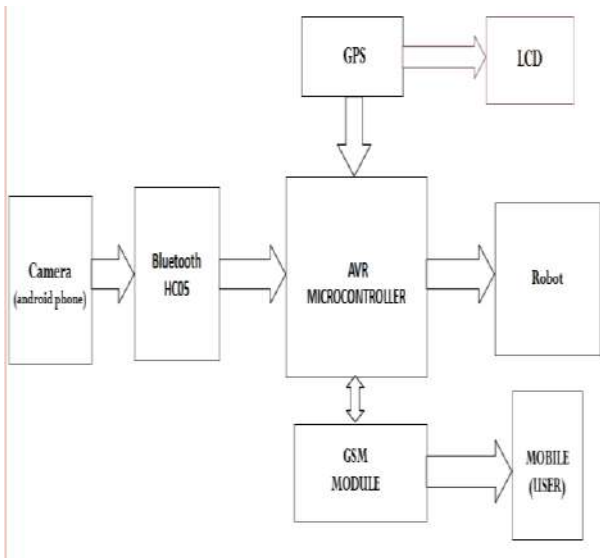 GPS
LCD
Camera
(android phone)
Bluetooth
HC05
AVR
MICROCONTROLLER
Robot
GSM
MODULE
MOBILE
(USER)